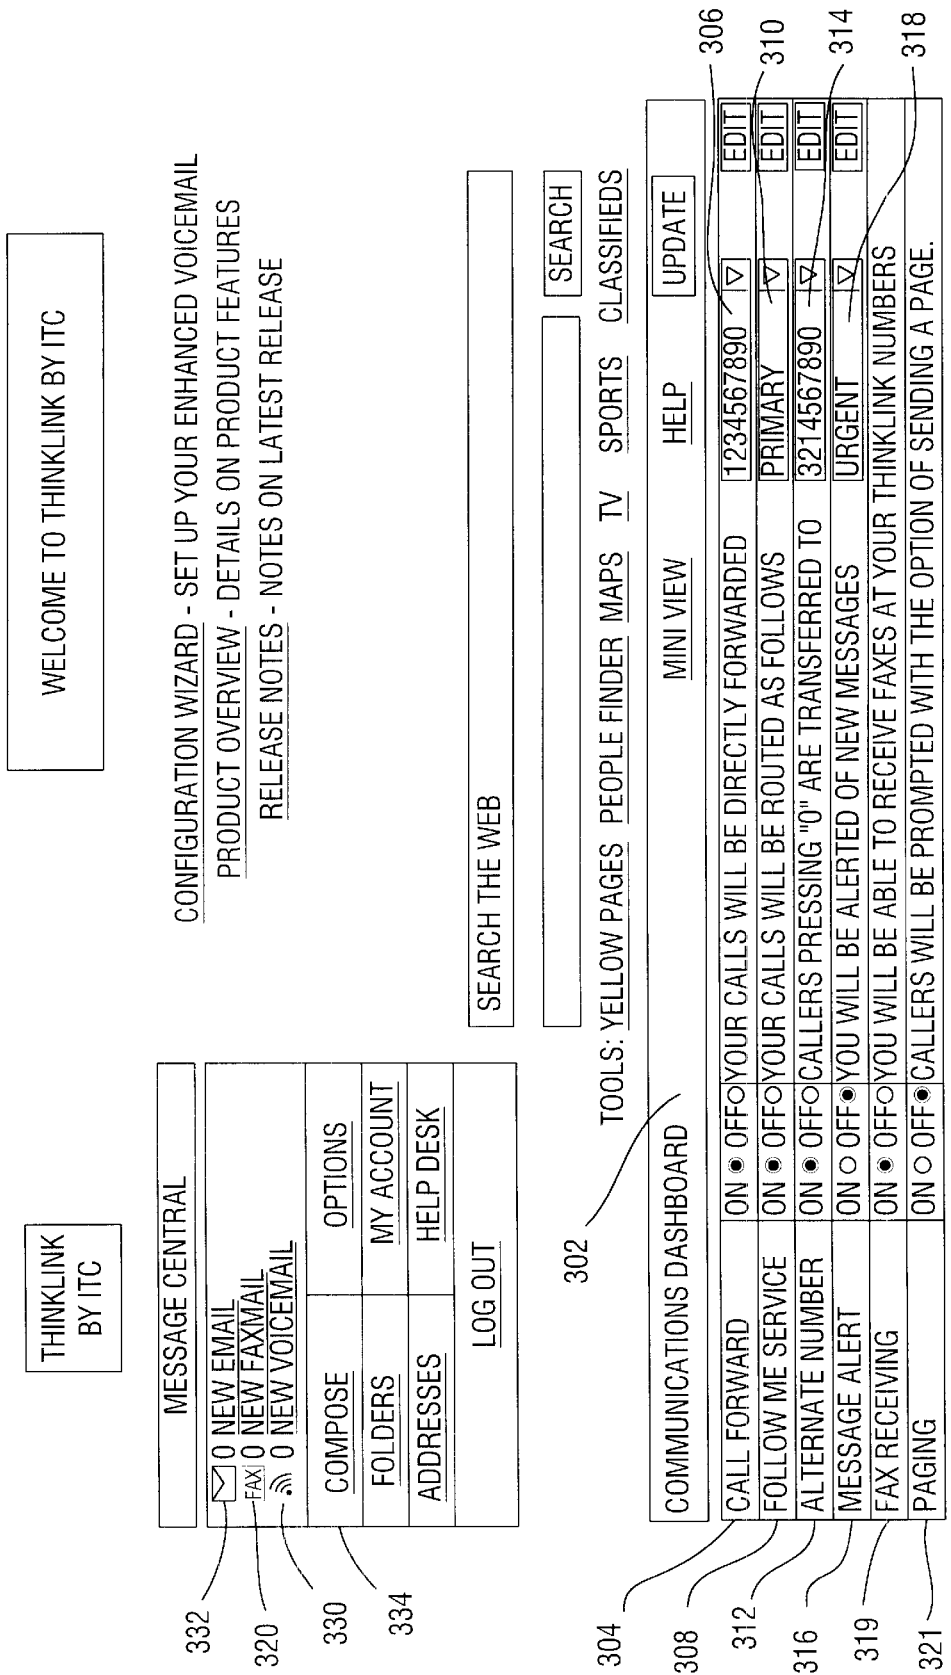 THINKLINK
BY ITC
WELCOME TO THINKLINK BY ITC
MESSAGE CENTRAL
332
0 NEW EMAIL
320
FAX 0 NEW FAXMAIL
330
0 NEW VOICEMAIL
334
COMPOSE OPTIONS
FOLDERS MY ACCOUNT
ADDRESSES HELP DESK
LOG OUT
CONFIGURATION WIZARD - SET UP YOUR ENHANCED VOICEMAIL
PRODUCT OVERVIEW - DETAILS ON PRODUCT FEATURES
RELEASE NOTES - NOTES ON LATEST RELEASE
SEARCH THE WEB
SEARCH
TOOLS: YELLOW PAGES PEOPLE FINDER MAPS TV SPORTS CLASSIFIEDS
302
COMMUNICATIONS DASHBOARD MINI VIEW HELP UPDATE
304 CALL FORWARD ON OFF YOUR CALLS WILL BE DIRECTLY FORWARDED 1234567890 EDIT 306
308 FOLLOW ME SERVICE ON OFF YOUR CALLS WILL BE ROUTED AS FOLLOWS PRIMARY EDIT 310
312 ALTERNATE NUMBER ON OFF CALLERS PRESSING "0" ARE TRANSFERRED TO 3214567890 EDIT 314
316 MESSAGE ALERT ON OFF YOU WILL BE ALERTED OF NEW MESSAGES URGENT EDIT 318
319 FAX RECEIVING ON OFF YOU WILL BE ABLE TO RECEIVE FAXES AT YOUR THINKLINK NUMBERS
321 PAGING ON OFF CALLERS WILL BE PROMPTED WITH THE OPTION OF SENDING A PAGE.